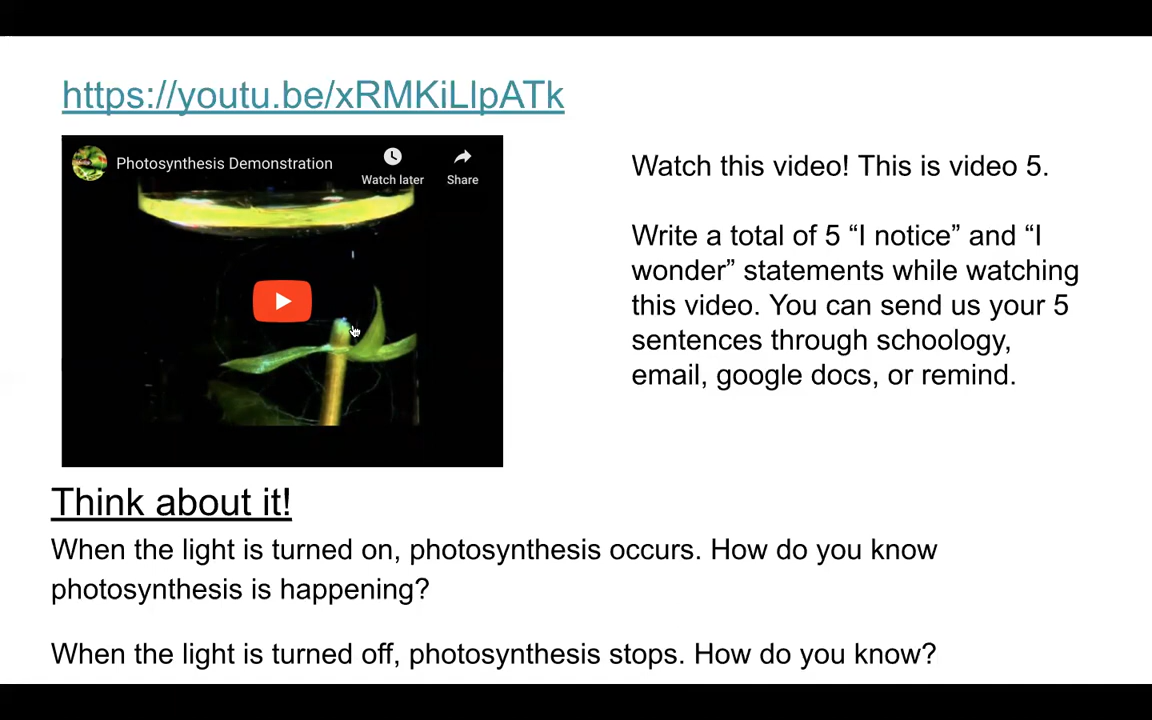 https://youtu.be/xRMKiLlpATk
Photosynthesis Demonstration
Watch later
Share
Watch this video! This is video 5.
Write a total of 5 “I notice” and “I
wonder” statements while watching
this video. You can send us your 5
sentences through schoology,
email, google docs, or remind.
Think about it!
When the light is turned on, photosynthesis occurs. How do you know
photosynthesis is happening?
When the light is turned off, photosynthesis stops. How do you know?